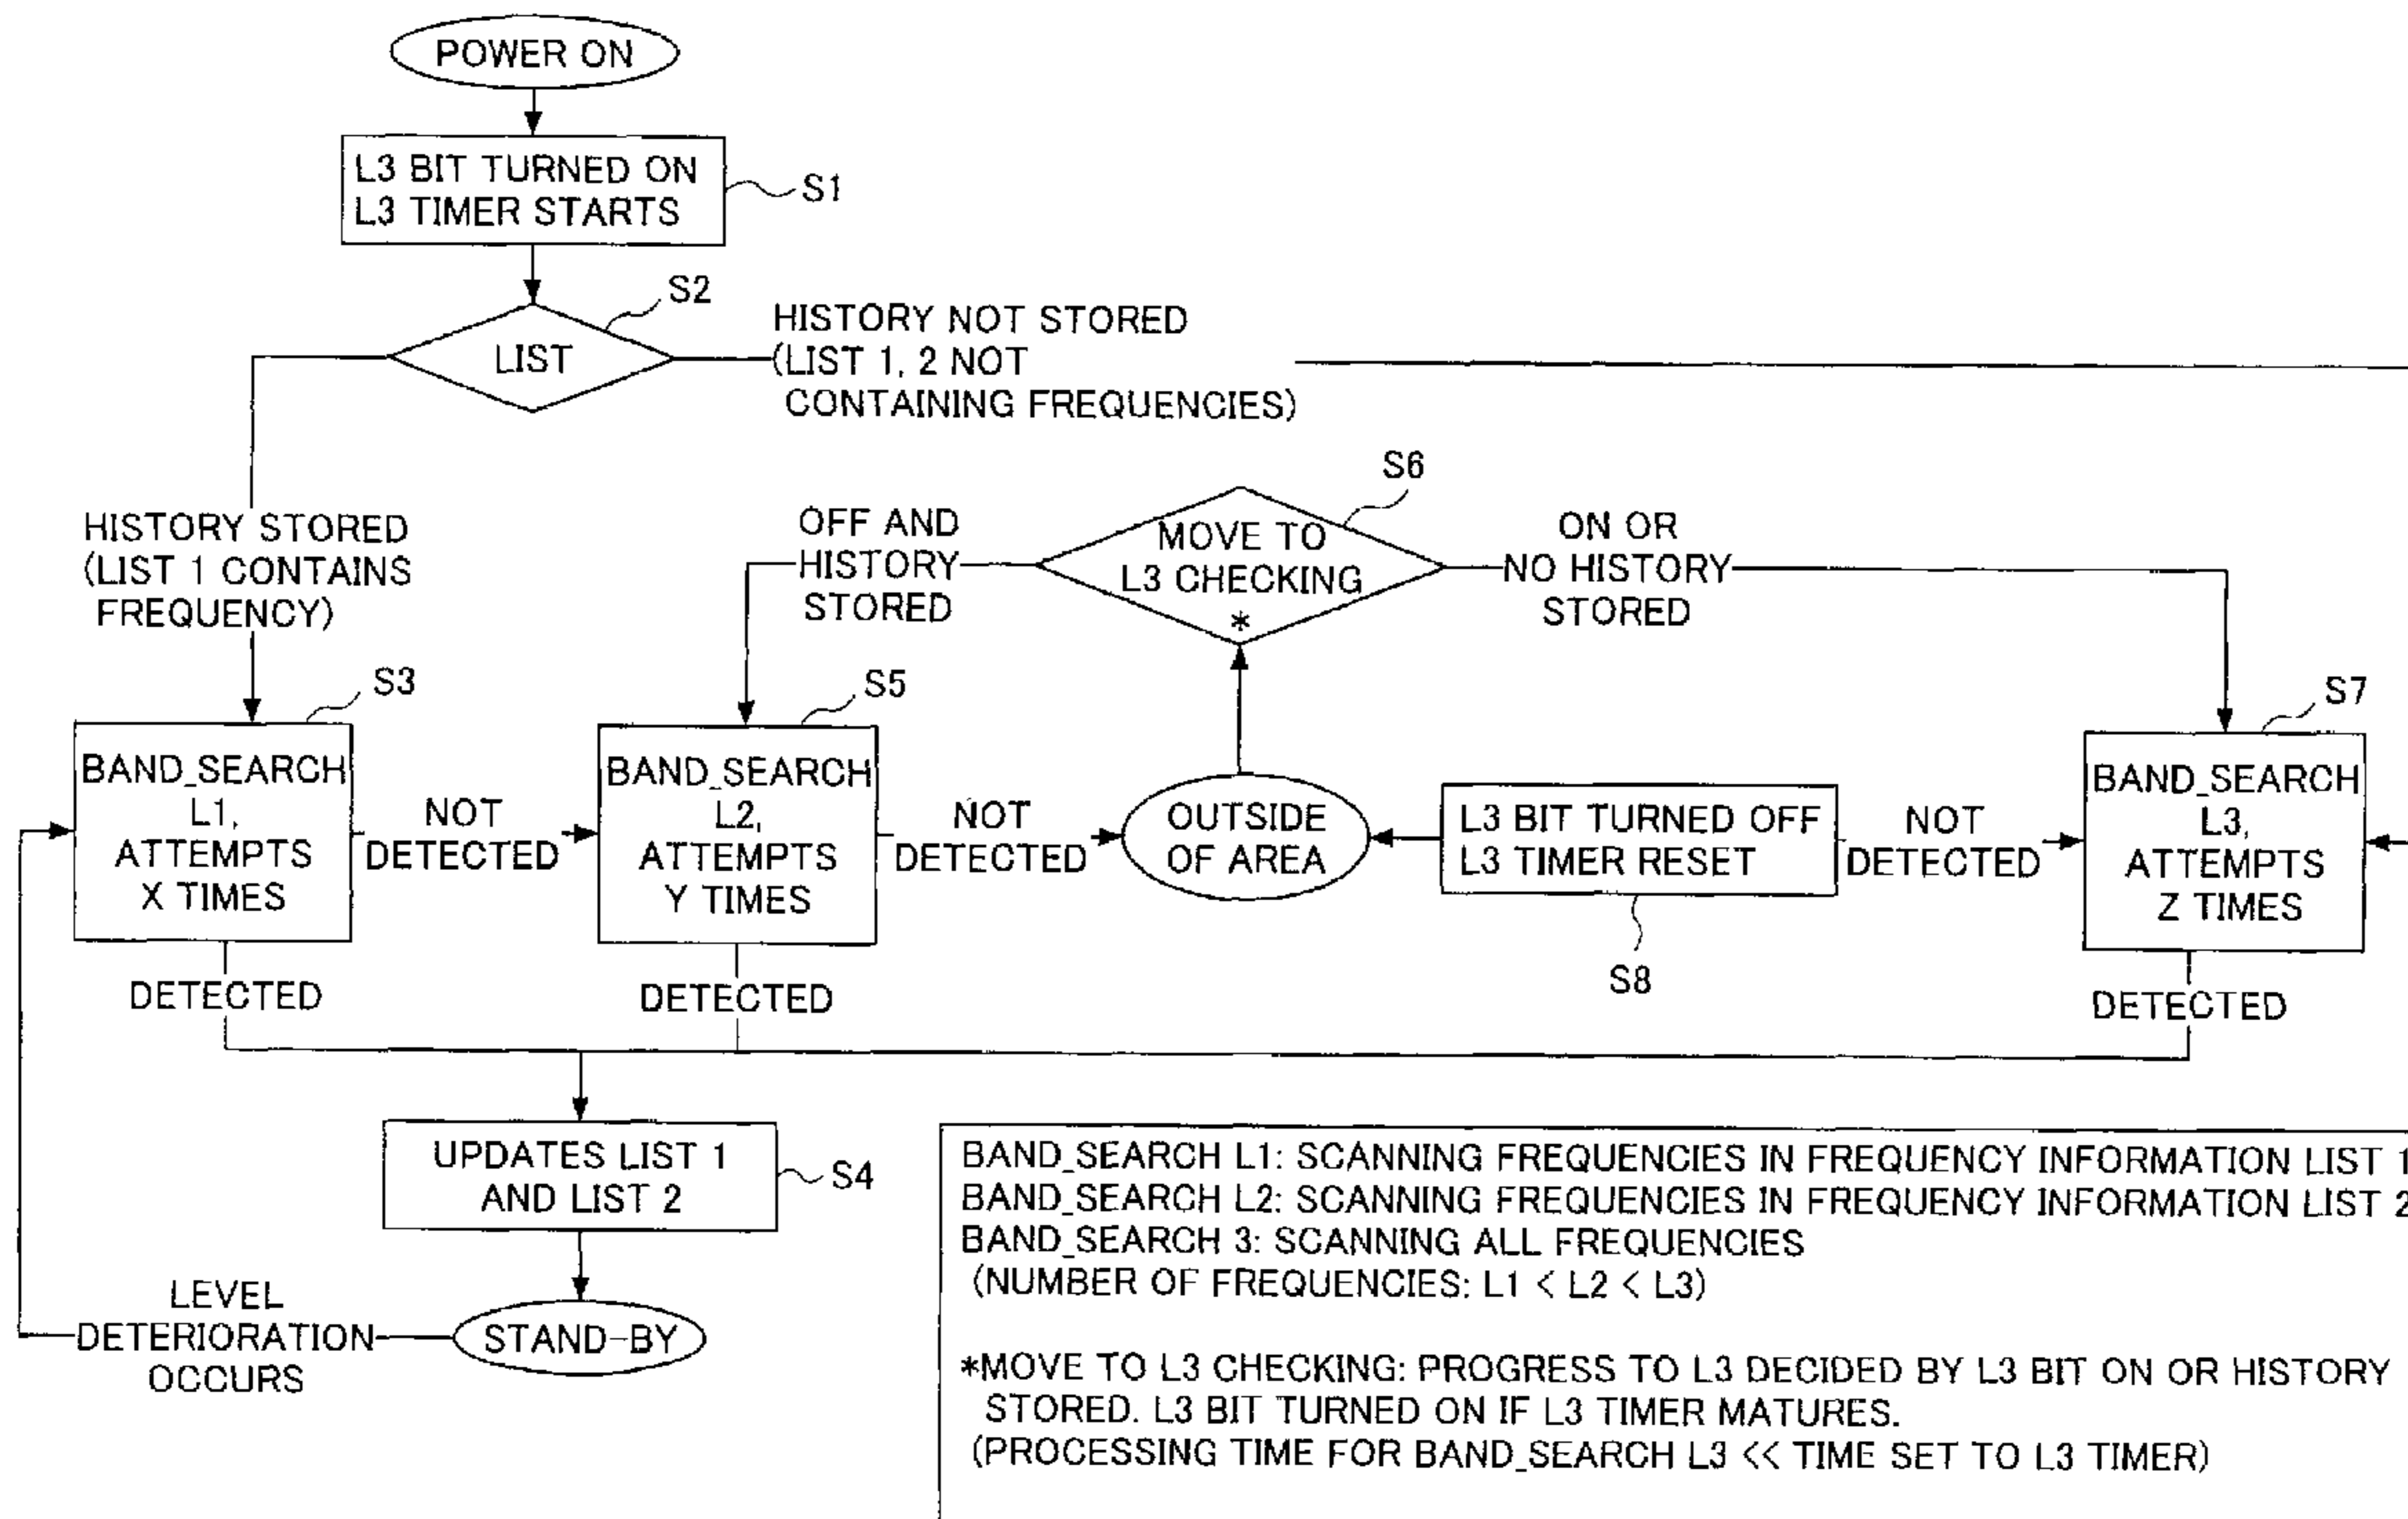 POWER ON
L3 BIT TURNED ON
L3 TIMER STARTS
S1
S2
LIST
HISTORY NOT STORED
(LIST 1, 2 NOT
CONTAINING FREQUENCIES)
HISTORY STORED
(LIST 1 CONTAINS
FREQUENCY)
S6
MOVE TO
L3 CHECKING
*
OFF AND
HISTORY
STORED
ON OR
NO HISTORY
STORED
S3
BAND_SEARCH
L1,
ATTEMPTS
X TIMES
NOT
DETECTED
S5
BAND_SEARCH
L2,
ATTEMPTS
Y TIMES
NOT
DETECTED
OUTSIDE
OF AREA
L3 BIT TURNED OFF
L3 TIMER RESET
S8
NOT
DETECTED
S7
BAND_SEARCH
L3,
ATTEMPTS
Z TIMES
DETECTED
DETECTED
DETECTED
UPDATES LIST 1
AND LIST 2
S4
LEVEL
DETERIORATION
OCCURS
STAND-BY
BAND_SEARCH L1: SCANNING FREQUENCIES IN FREQUENCY INFORMATION LIST 1
BAND_SEARCH L2: SCANNING FREQUENCIES IN FREQUENCY INFORMATION LIST 2
BAND_SEARCH 3: SCANNING ALL FREQUENCIES
(NUMBER OF FREQUENCIES: L1 < L2 < L3)
*MOVE TO L3 CHECKING: PROGRESS TO L3 DECIDED BY L3 BIT ON OR HISTORY
STORED. L3 BIT TURNED ON IF L3 TIMER MATURES.
(PROCESSING TIME FOR BAND_SEARCH L3 << TIME SET TO L3 TIMER)